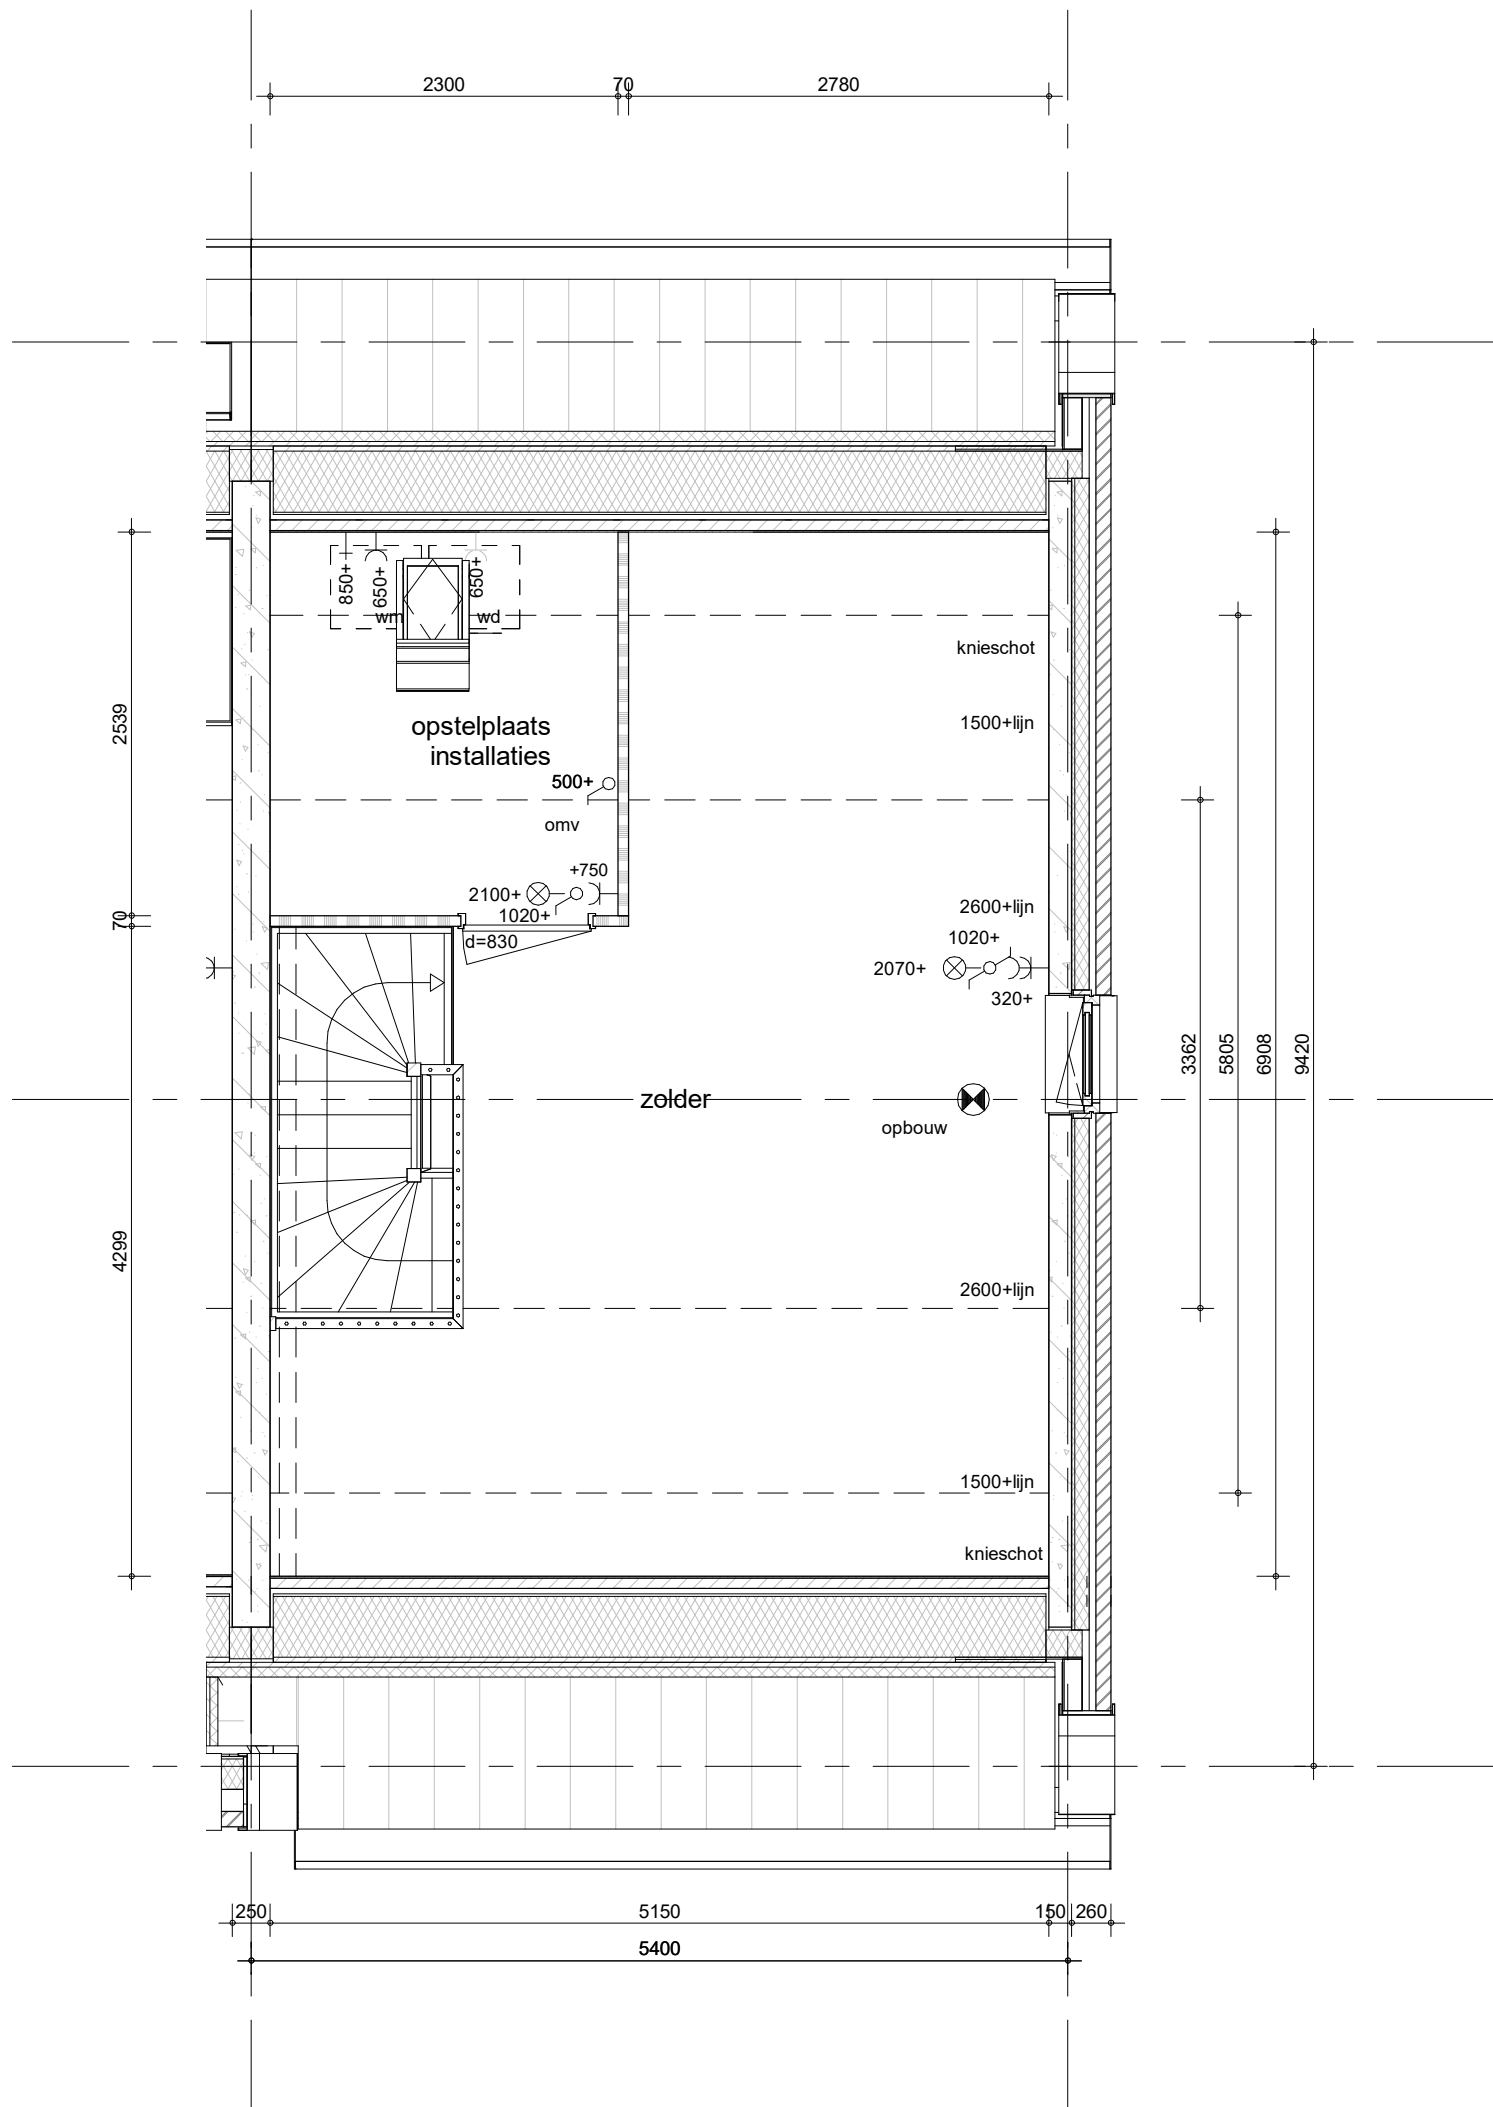 2300
70
2780
850+
650+
650+
wm
wd
knieschot
2539
opstelplaats
installaties
1500+lijn
500+
omv
+750
2100+
1020+
2600+lijn
70
d=830
1020+
2070+
320+
3362
5805
6908
9420
zolder
opbouw
4299
2600+lijn
1500+lijn
knieschot
250
5150
150
260
5400